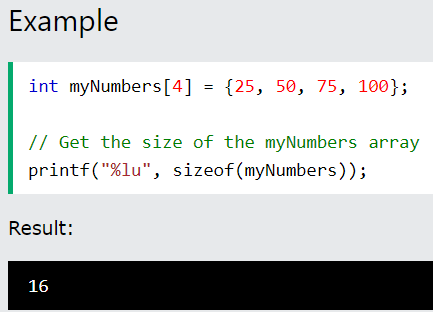 Example
int myNumbers[4] = {25, 50, 75, 100};
// Get the size of the myNumbers array
printf("%lu", sizeof(myNumbers));
Result:
16